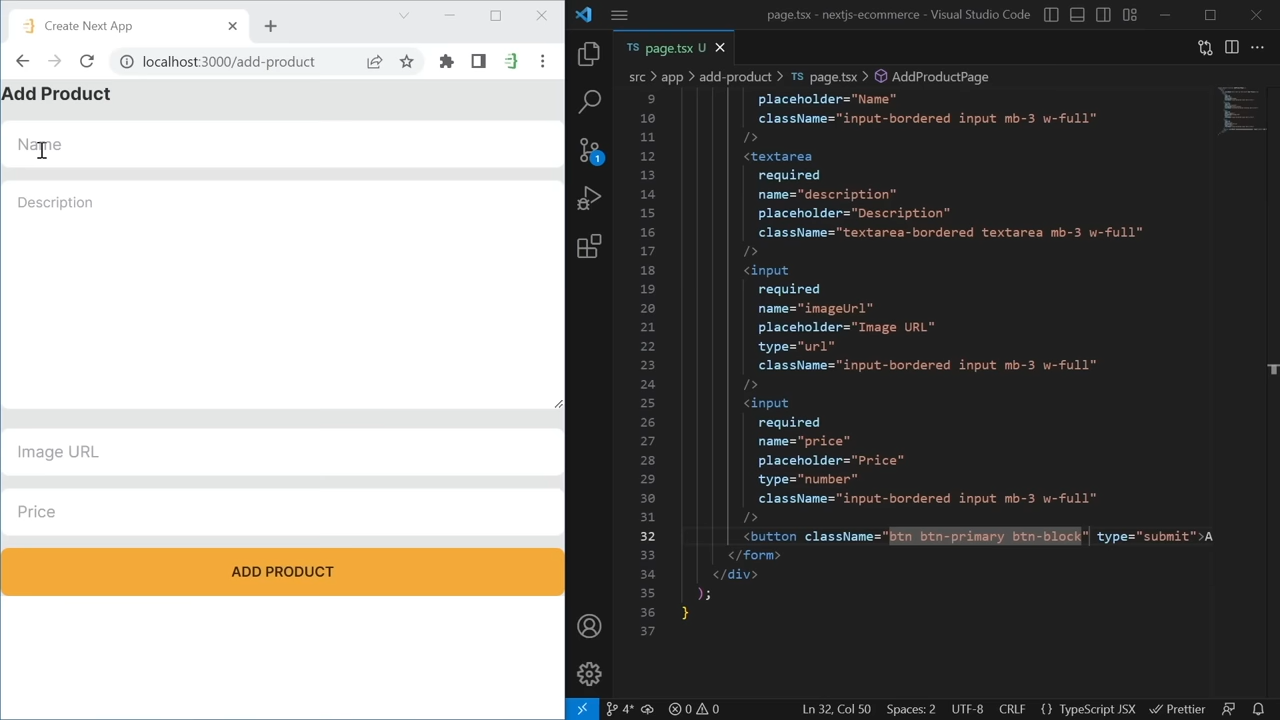 Create Next App
localhost:3000/add-product
Add Product
Name
Description
Image URL
Price
ADD PRODUCT
page.tsx - nextjs-ecommerce - Visual Studio Code
TS page.tsx U
src > app > add-product > TS page.tsx > AddProductPage
9 placeholder="Name"
10 className="input-bordered input mb-3 w-full"
11 />
12 <textarea
13 required
14 name="description"
15 placeholder="Description"
16 className="textarea-bordered textarea mb-3 w-full"
17 />
18 <input
19 required
20 name="imageUrl"
21 placeholder="Image URL"
22 type="url"
23 className="input-bordered input mb-3 w-full"
24 />
25 <input
26 required
27 name="price"
28 placeholder="Price"
29 type="number"
30 className="input-bordered input mb-3 w-full"
31 />
32 <button className="btn btn-primary btn-block" type="submit">A
33 </form>
34 </div>
35 );
36 }
37
1
4* 0 0 Ln 32, Col 50 Spaces: 2 UTF-8 CRLF {} TypeScript JSX Prettier